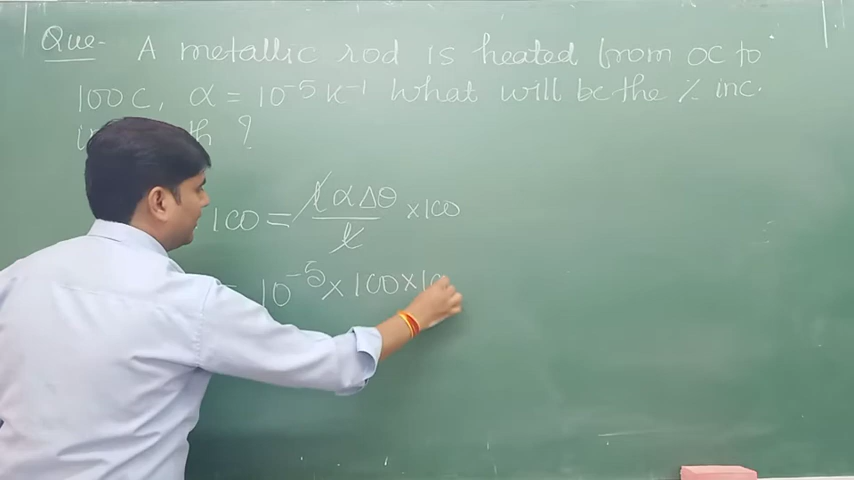 Que- A metallic rod is heated from 0C to
100C, α = 10⁻⁵ K⁻¹ What will be the % inc.
?
100 = lαΔθ/l ×100
10⁻⁵ × 100 ×10